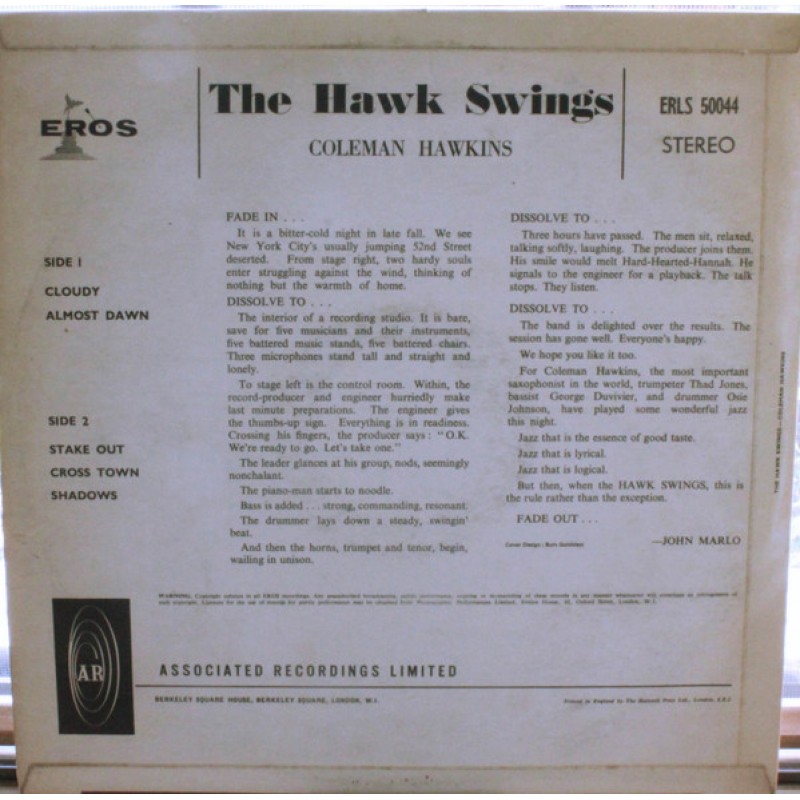 EROS
The Hawk Swings
COLEMAN HAWKINS
ERLS 50044
STEREO
SIDE 1
CLOUDY
ALMOST DAWN
SIDE 2
STAKE OUT
CROSS TOWN
SHADOWS
FADE IN . . .
It is a bitter-cold night in late fall. We see
New York City's usually jumping 52nd Street
deserted. From stage right, two hardy souls
enter struggling against the wind, thinking of
nothing but the warmth of home.
DISSOLVE TO . . .
The interior of a recording studio. It is bare,
save for five musicians and their instruments,
five battered music stands, five battered chairs.
Three microphones stand tall and straight and
lonely.
To stage left is the control room. Within, the
record-producer and engineer hurriedly make
last minute preparations. The engineer gives
the thumbs-up sign. Everything is in readiness.
Crossing his fingers, the producer says: "O.K.
We're ready to go. Let's take one."
The leader glances at his group, nods, seemingly
nonchalant.
The piano-man starts to noodle.
Bass is added . . . strong, commanding, resonant.
The drummer lays down a steady, swingin'
beat.
And then the horns, trumpet and tenor, begin,
wailing in unison.
DISSOLVE TO . . .
Three hours have passed. The men sit, relaxed,
talking softly, laughing. The producer joins them.
His smile would melt Hard-Hearted-Hannah. He
signals to the engineer for a playback. The talk
stops. They listen.
DISSOLVE TO . . .
The band is delighted over the results. The
session has gone well. Everyone's happy.
We hope you like it too.
For Coleman Hawkins, the most important
saxophonist in the world, trumpeter Thad Jones,
bassist George Duvivier, and drummer Osie
Johnson, have played some wonderful jazz
this night.
Jazz that is the essence of good taste.
Jazz that is lyrical.
Jazz that is logical.
But then, when the HAWK SWINGS, this is
the rule rather than the exception.
FADE OUT . . .
—JOHN MARLO
Cover Design : Burt Goldblatt
THE HAWK SWINGS—COLEMAN HAWKINS
AR
ASSOCIATED RECORDINGS LIMITED
BERKELEY SQUARE HOUSE, BERKELEY SQUARE, LONDON, W.1.